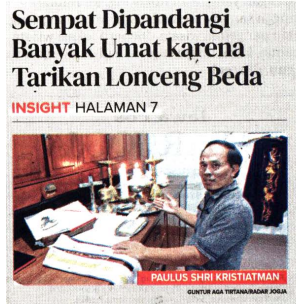 Sempat Dipandangi
Banyak Umat karena
Tarikan Lonceng Beda
INSIGHT HALAMAN 7
PAULUS SHRI KRISTIATMAN
GUNTUR AGA TIRTANA/RADAR JOGJA